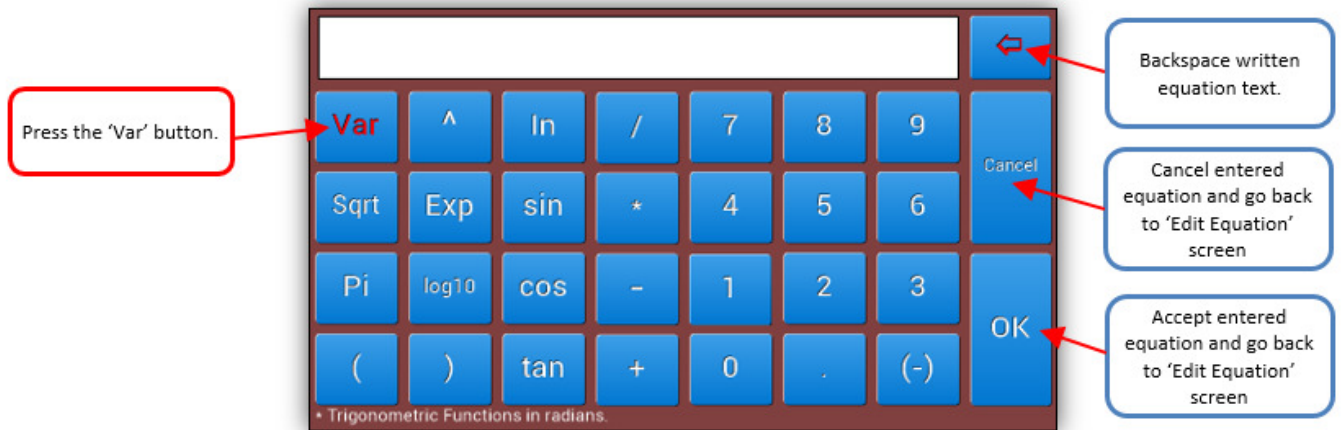 Press the ‘Var’ button.
⇦
Var ^ ln / 7 8 9
Cancel
Sqrt Exp sin * 4 5 6
Pi log10 cos - 1 2 3
OK
( ) tan + 0 . (-)
* Trigonometric Functions in radians.
Backspace written
equation text.
Cancel entered
equation and go back
to ‘Edit Equation’
screen
Accept entered
equation and go back
to ‘Edit Equation’
screen